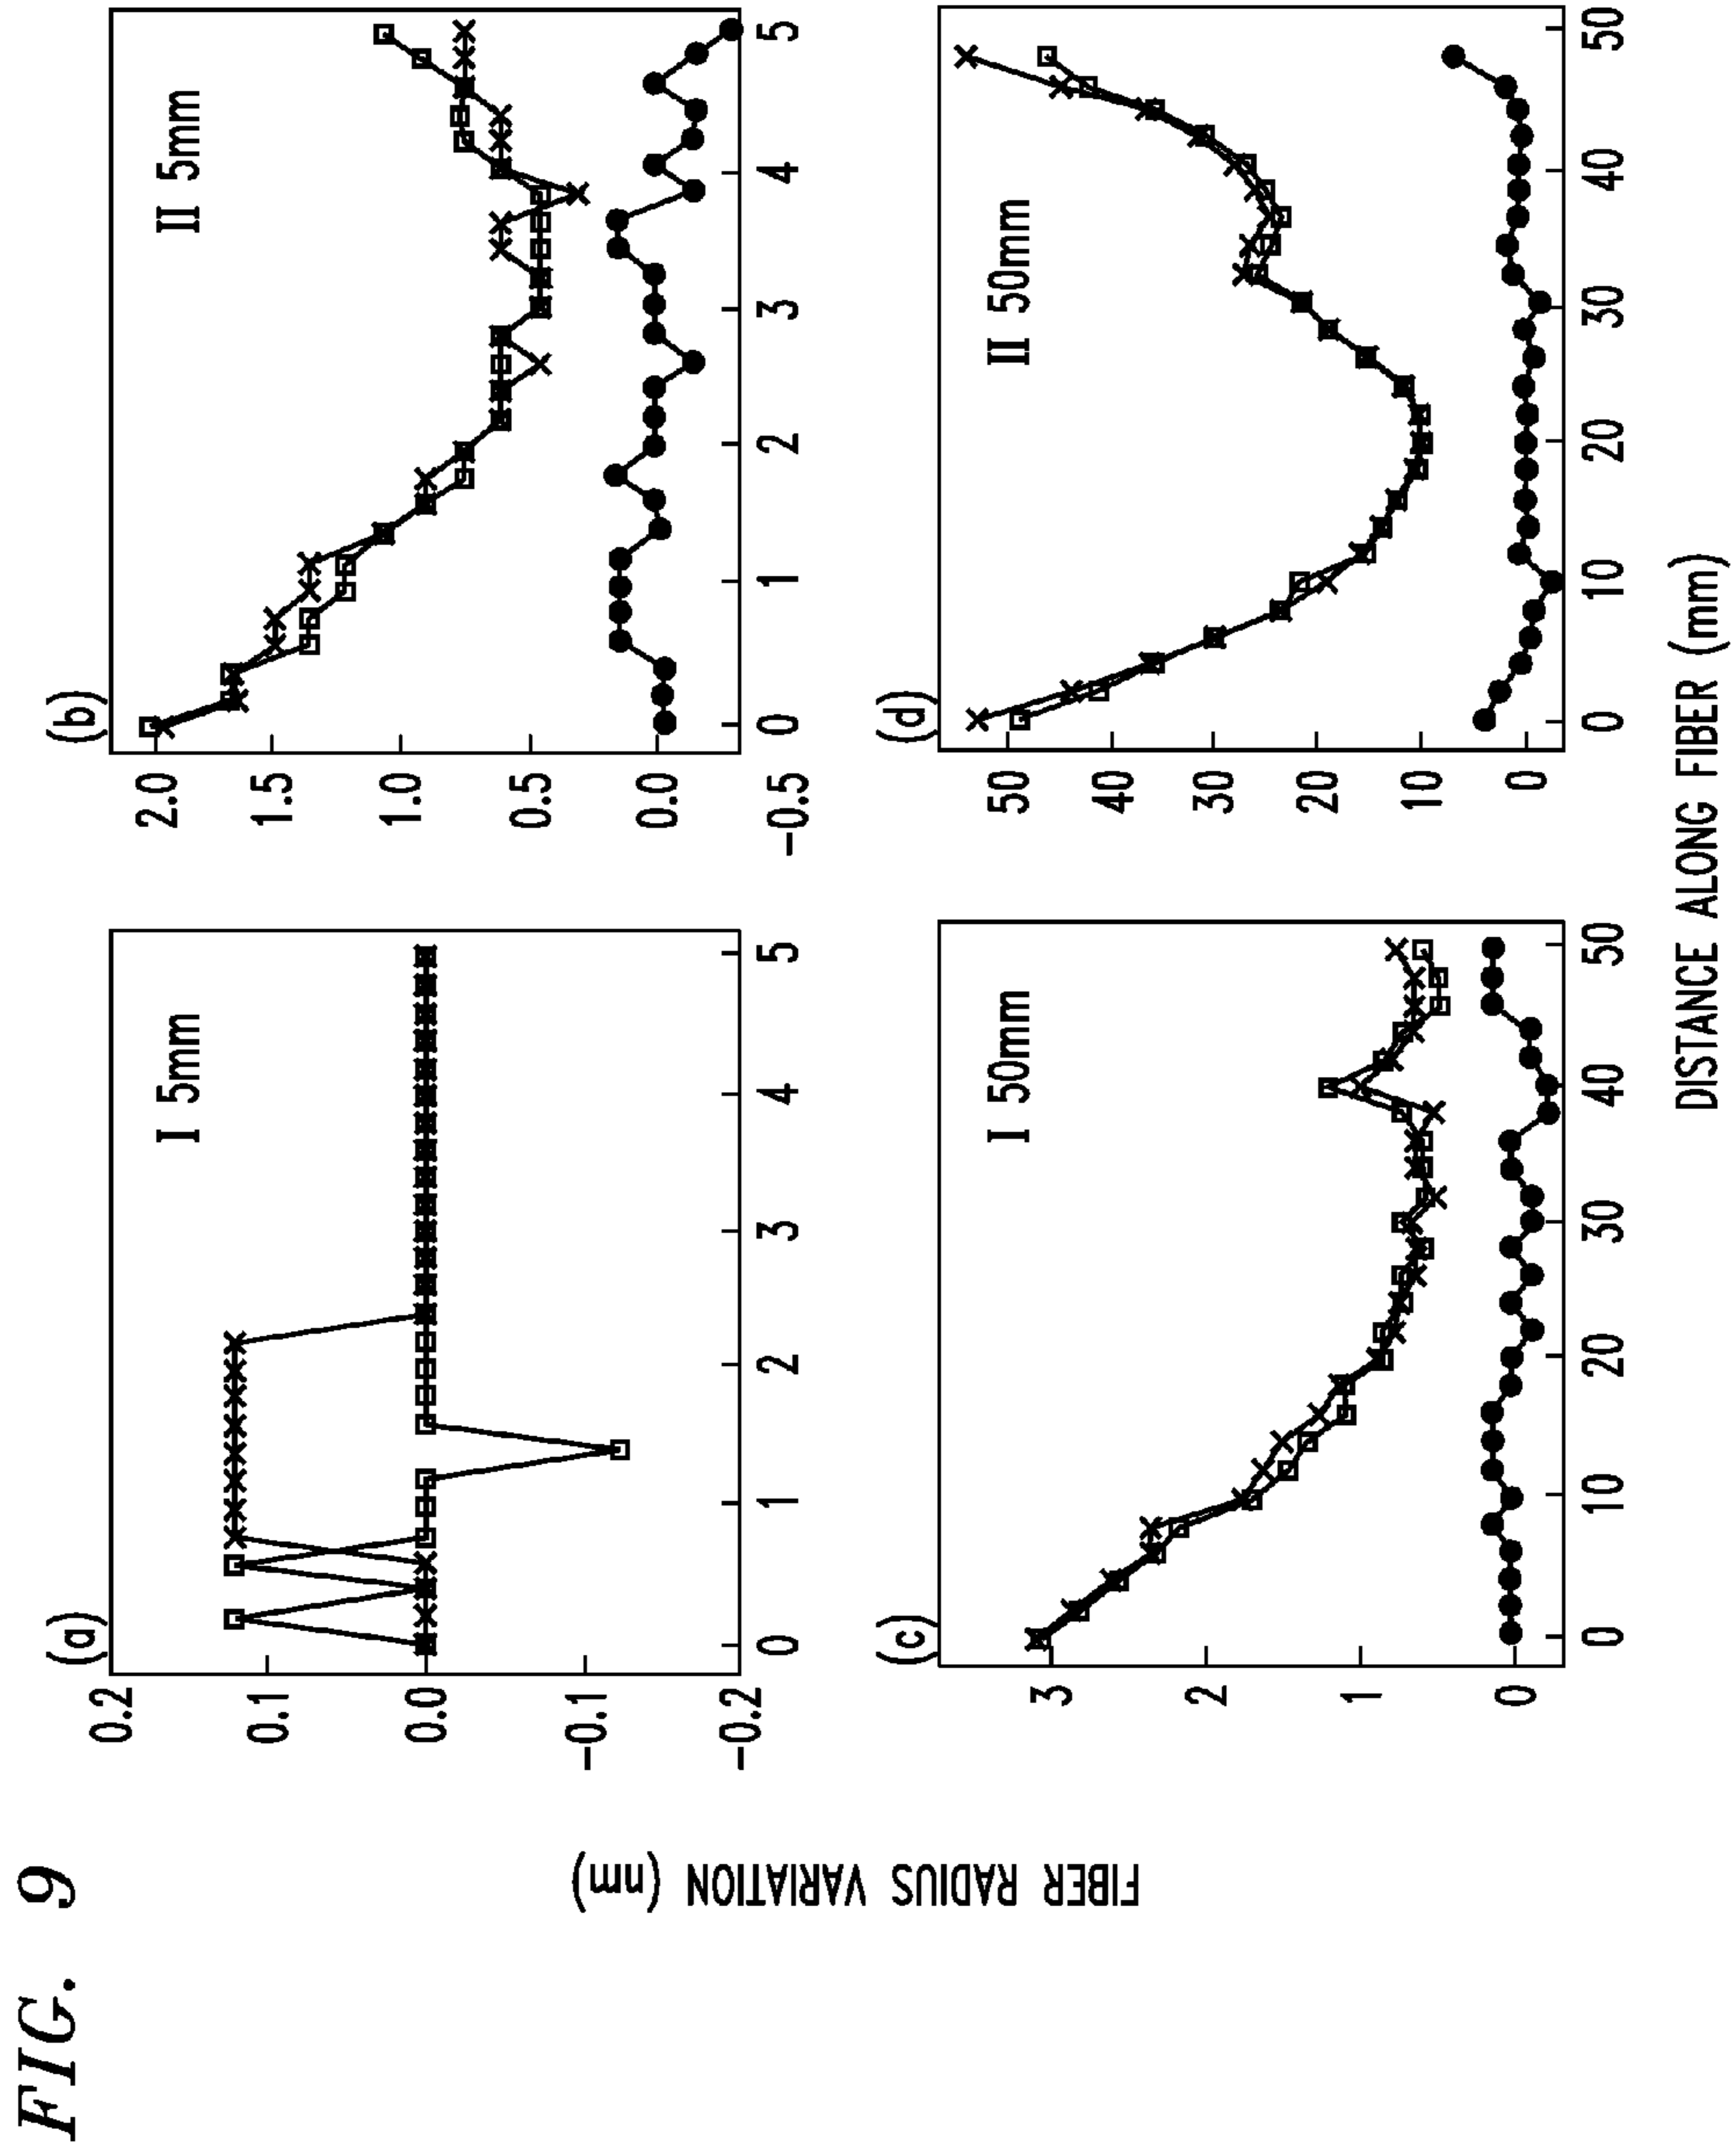 FIG. 9
FIBER RADIUS VARIATION (nm)
(a)
I 5mm
0.2
0.1
0.0
-0.1
-0.2
0 1 2 3 4 5
(b)
II 5mm
2.0
1.5
1.0
0.5
0.0
-0.5
0 1 2 3 4 5
(c)
I 50mm
3
2
1
0
0 10 20 30 40 50
(d)
II 50mm
50
40
30
20
10
0
0 10 20 30 40 50
DISTANCE ALONG FIBER (mm)